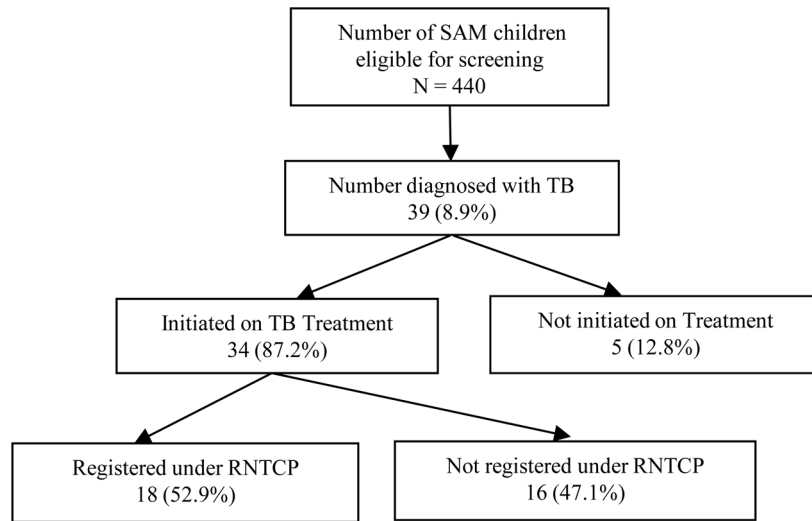 Number of SAM children
eligible for screening
N = 440
Number diagnosed with TB
39 (8.9%)
Initiated on TB Treatment
34 (87.2%)
Not initiated on Treatment
5 (12.8%)
Registered under RNTCP
18 (52.9%)
Not registered under RNTCP
16 (47.1%)